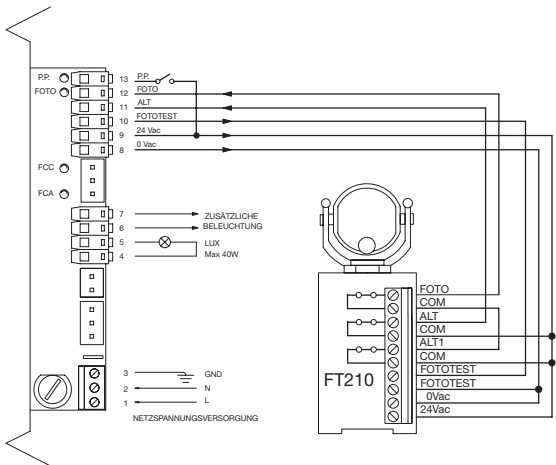 P.P. 13 P.P.
FOTO 12 FOTO
11 ALT
10 FOTOTEST
9 24 Vac
8 0 Vac
FCC
FCA
7 ZUSÄTZLICHE
6 BELEUCHTUNG
5 LUX
4 Max 40W
FOTO
COM
ALT
COM
ALT1
COM
FT210 FOTOTEST
FOTOTEST
0Vac
24Vac
3 GND
2 N
1 L
NETZSPANNUNGSVERSORGUNG